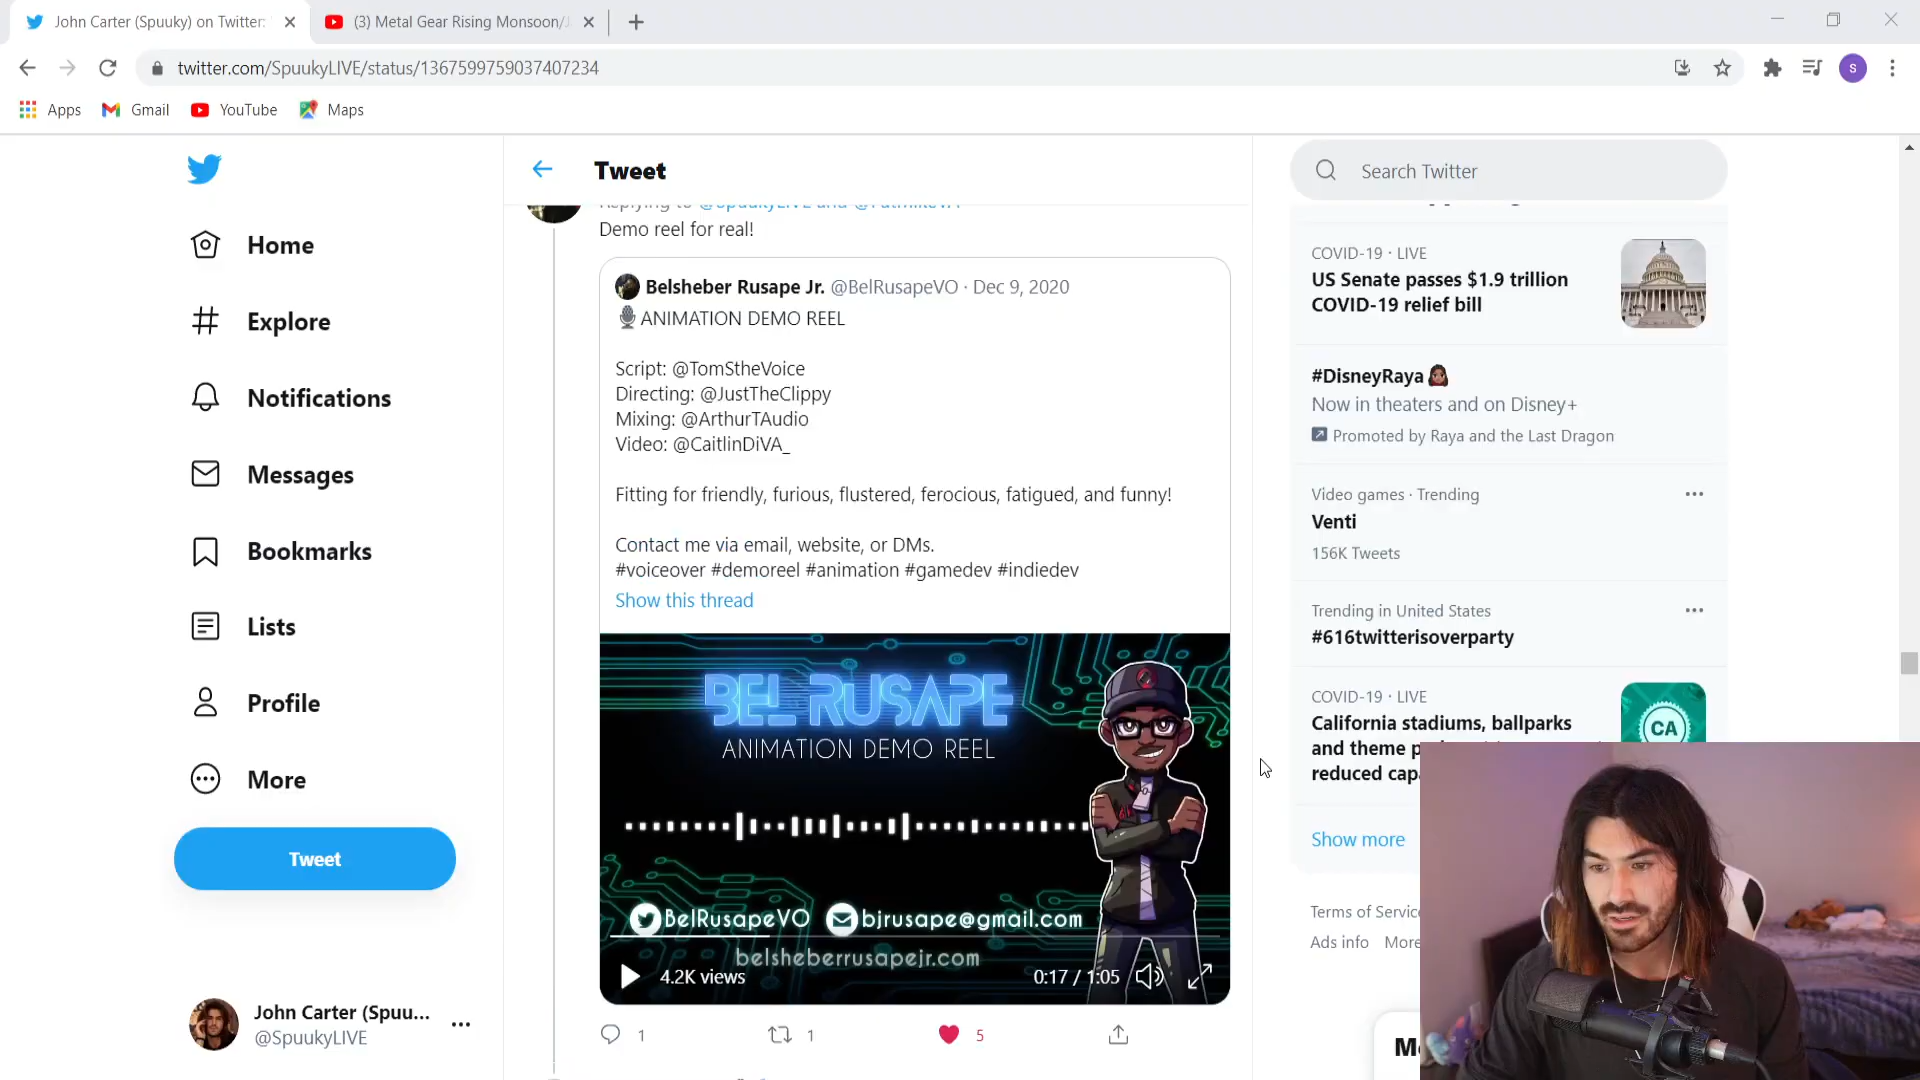 John Carter (Spuuky) on Twitter:
(3) Metal Gear Rising Monsoon/J
twitter.com/SpuukyLIVE/status/1367599759037407234
S
Apps
Gmail
YouTube
Maps
Home
Explore
Notifications
Messages
Bookmarks
Lists
Profile
More
Tweet
John Carter (Spuu...
@SpuukyLIVE
Tweet
Replying to @SpuukyLIVE and @PatMikeVA
Demo reel for real!
Belsheber Rusape Jr. @BelRusapeVO · Dec 9, 2020
ANIMATION DEMO REEL
Script: @TomStheVoice
Directing: @JustTheClippy
Mixing: @ArthurTAudio
Video: @CaitlinDiVA_
Fitting for friendly, furious, flustered, ferocious, fatigued, and funny!
Contact me via email, website, or DMs.
#voiceover #demoreel #animation #gamedev #indiedev
Show this thread
BEL RUSAPE
ANIMATION DEMO REEL
BelRusapeVO bjrusape@gmail.com
belsheberrusapejr.com
4.2K views
0:17 / 1:05
1
1
5
Search Twitter
COVID-19 · LIVE
US Senate passes $1.9 trillion
COVID-19 relief bill
#DisneyRaya
Now in theaters and on Disney+
Promoted by Raya and the Last Dragon
Video games · Trending
Venti
156K Tweets
Trending in United States
#616twitterisoverparty
COVID-19 · LIVE
California stadiums, ballparks
and theme p
reduced cap
CA
Show more
Terms of Service
Ads info More
M